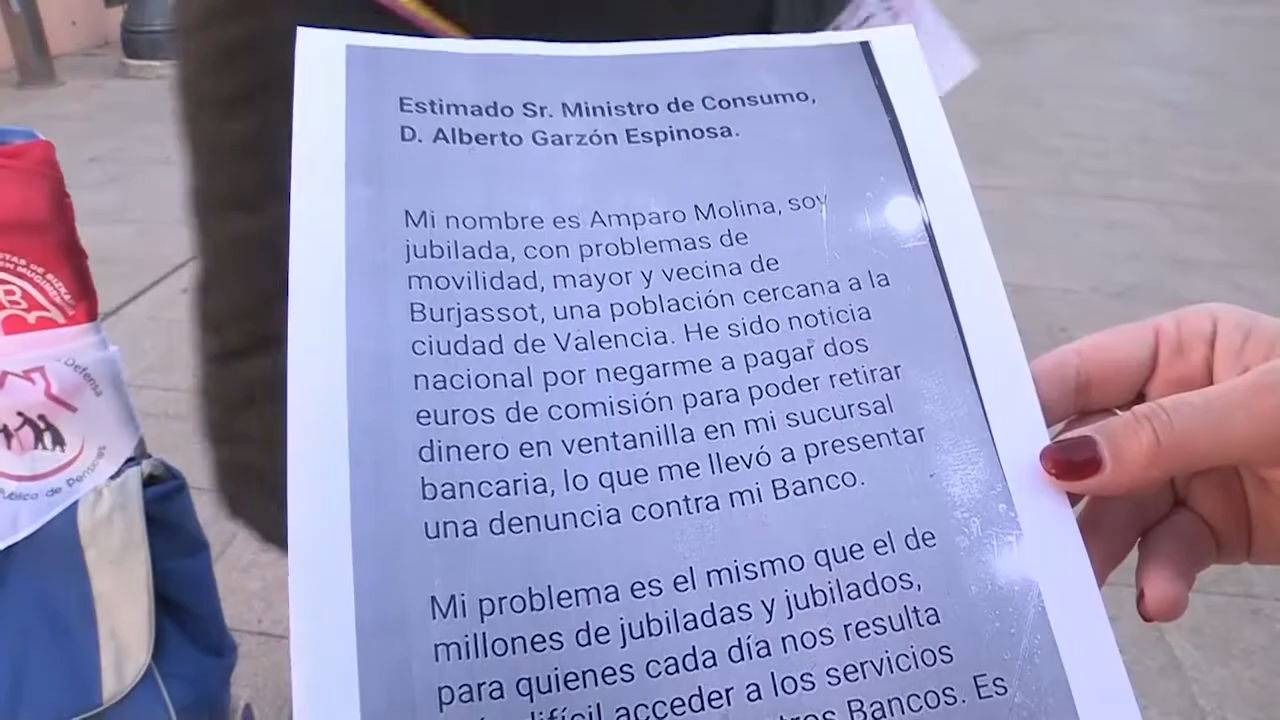 Estimado Sr. Ministro de Consumo,
D. Alberto Garzón Espinosa.
Mi nombre es Amparo Molina, soy
jubilada, con problemas de
movilidad, mayor y vecina de
Burjassot, una población cercana a la
ciudad de Valencia. He sido noticia
nacional por negarme a pagar dos
euros de comisión para poder retirar
dinero en ventanilla en mi sucursal
bancaria, lo que me llevó a presentar
una denuncia contra mi Banco.
Mi problema es el mismo que el de
millones de jubiladas y jubilados,
para quienes cada día nos resulta
difícil acceder a los servicios
Bancos. Es
Defensa
de Pensiones